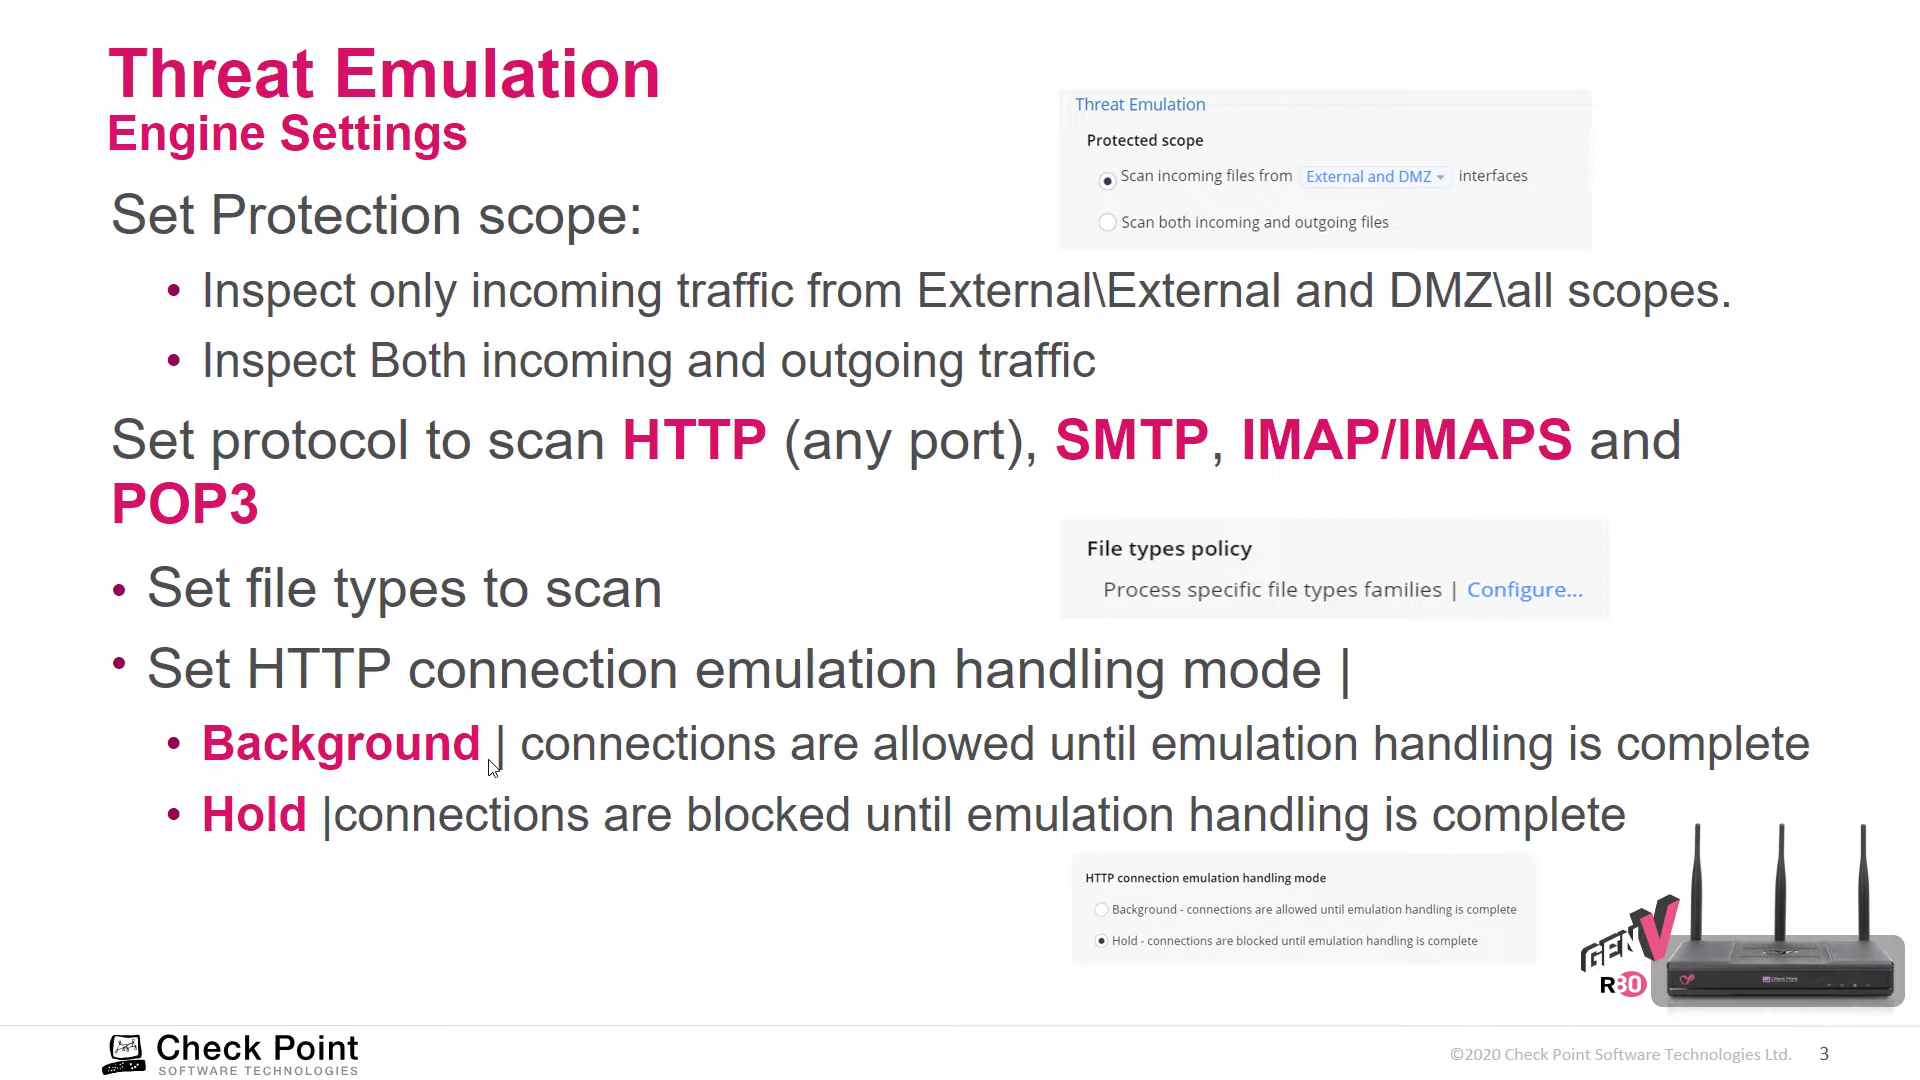 Threat Emulation
Engine Settings
Threat Emulation
Protected scope
Scan incoming files from External and DMZ interfaces
Scan both incoming and outgoing files
Set Protection scope:
• Inspect only incoming traffic from External\External and DMZ\all scopes.
• Inspect Both incoming and outgoing traffic
Set protocol to scan HTTP (any port), SMTP, IMAP/IMAPS and
POP3
File types policy
Process specific file types families | Configure...
• Set file types to scan
• Set HTTP connection emulation handling mode |
• Background | connections are allowed until emulation handling is complete
• Hold |connections are blocked until emulation handling is complete
HTTP connection emulation handling mode
Background - connections are allowed until emulation handling is complete
Hold - connections are blocked until emulation handling is complete
GEN V
R80
Check Point
Check Point
SOFTWARE TECHNOLOGIES
©2020 Check Point Software Technologies Ltd. 3